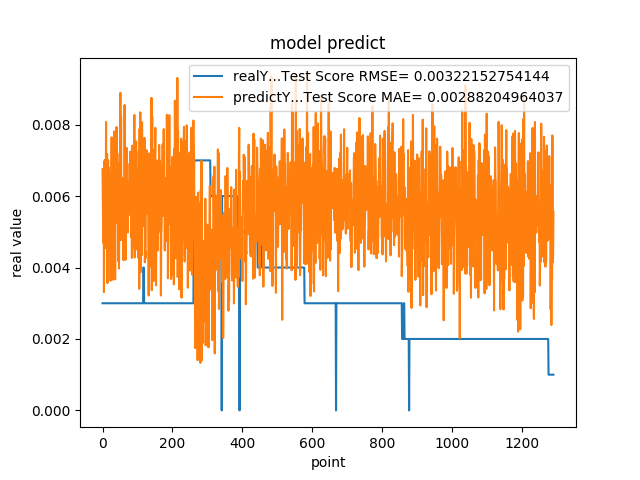 model predict
realY...Test Score RMSE= 0.00322152754144
predictY...Test Score MAE= 0.00288204964037
real value
0.008
0.006
0.004
0.002
0.000
0 200 400 600 800 1000 1200
point